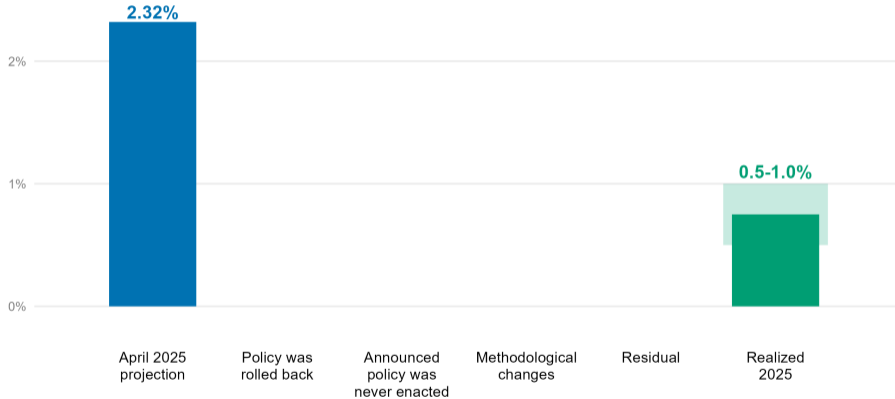 2.32%
2%
0.5-1.0%
1%
0%
April 2025
projection
Policy was
rolled back
Announced
policy was
never enacted
Methodological
changes
Residual
Realized
2025